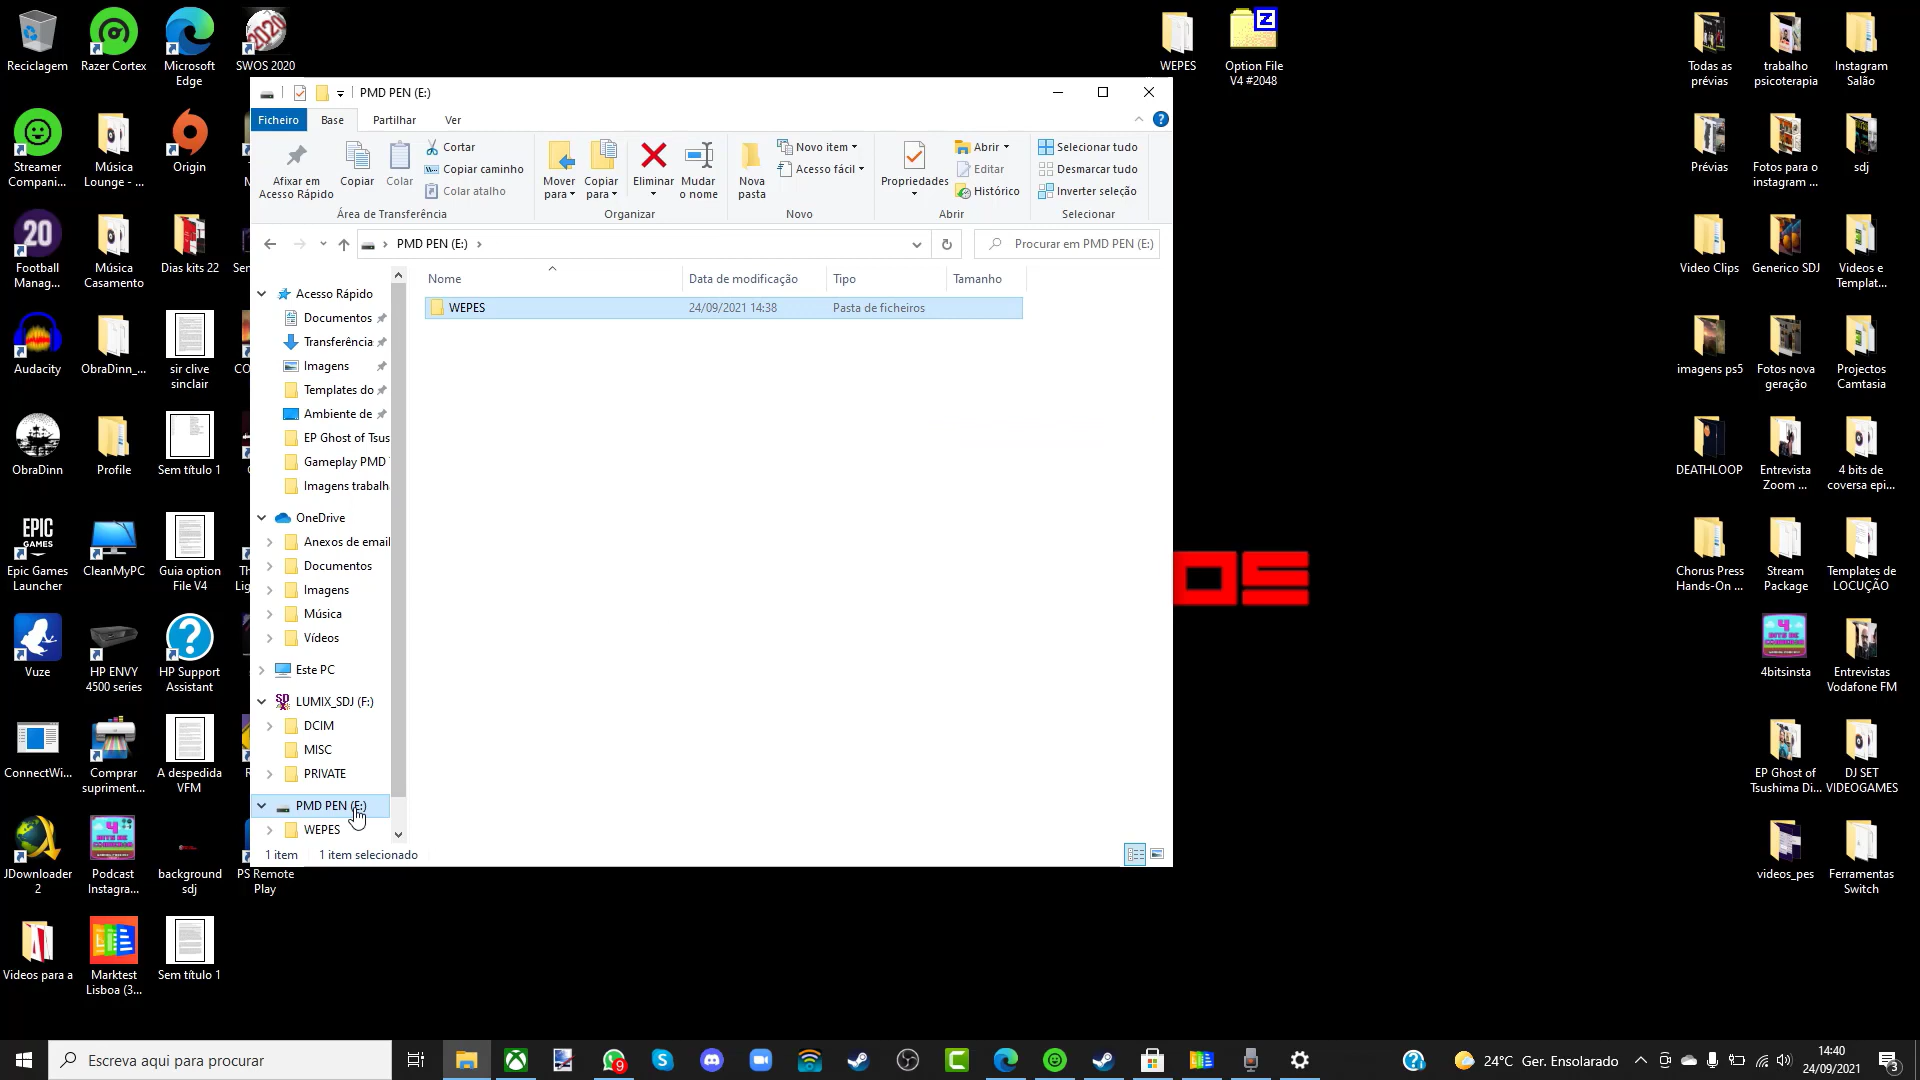 Reciclagem
Razer Cortex
Microsoft
Edge
SWOS 2020
WEPES
Option File
V4 #2048
Todas as
prévias
trabalho
psicoterapia
Instagram
Salão
PMD PEN (E:)
Ficheiro
Base
Partilhar
Ver
Afixar em
Acesso Rápido
Copiar
Colar
Cortar
Copiar caminho
Colar atalho
Área de Transferência
Mover
para
Copiar
para
Eliminar
Mudar
o nome
Organizar
Nova
pasta
Novo item
Acesso fácil
Novo
Propriedades
Abrir
Editar
Histórico
Abrir
Selecionar tudo
Desmarcar tudo
Inverter seleção
Selecionar
PMD PEN (E:)
Procurar em PMD PEN (E:)
Nome
Data de modificação
Tipo
Tamanho
WEPES
24/09/2021 14:38
Pasta de ficheiros
Acesso Rápido
Documentos
Transferência
Imagens
Templates do
Ambiente de
EP Ghost of Tsus
Gameplay PMD
Imagens trabalh
OneDrive
Anexos de email
Documentos
Imagens
Música
Vídeos
Este PC
LUMIX_SDJ (F:)
DCIM
MISC
PRIVATE
PMD PEN (E:)
WEPES
1 item
1 item selecionado
Streamer
Compani...
Música
Lounge - ...
Origin
Prévias
Fotos para o
instagram ...
sdj
20
Football
Manag...
Música
Casamento
Dias kits 22
Video Clips
Generico SDJ
Videos e
Templat...
Audacity
ObraDinn_...
sir clive
sinclair
imagens ps5
Fotos nova
geração
Projectos
Camtasia
ObraDinn
Profile
Sem título 1
DEATHLOOP
Entrevista
Zoom ...
4 bits de
coversa epi...
EPIC
GAMES
Epic Games
Launcher
CleanMyPC
Guia option
File V4
Chorus Press
Hands-On ...
Stream
Package
Templates de
LOCUÇÃO
Vuze
HP ENVY
4500 series
HP Support
Assistant
4bitsinsta
Entrevistas
Vodafone FM
ConnectWi...
Comprar
supriment...
A despedida
VFM
EP Ghost of
Tsushima Di...
DJ SET
VIDEOGAMES
JDownloader
2
Podcast
Instagra...
background
sdj
PS Remote
Play
videos_pes
Ferramentas
Switch
Videos para a
Marktest
Lisboa (3...
Sem título 1
OS
Escreva aqui para procurar
9
24°C Ger. Ensolarado
14:40
24/09/2021
3